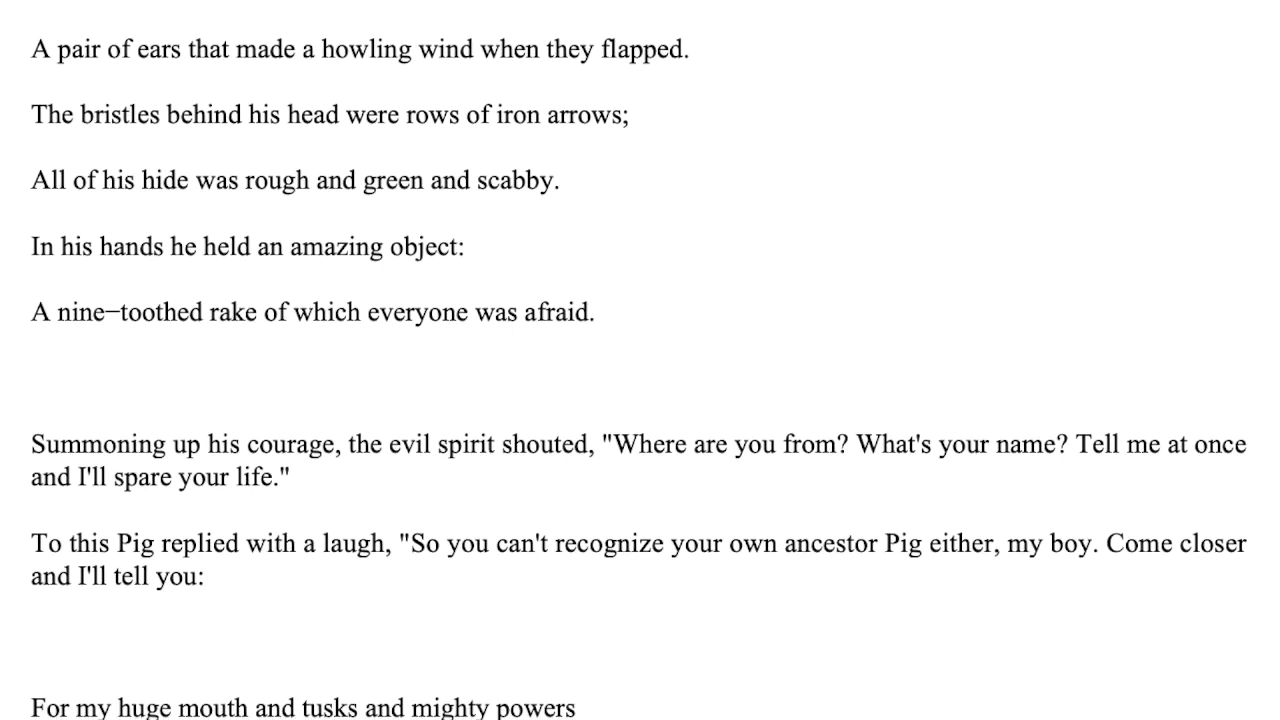 A pair of ears that made a howling wind when they flapped.
The bristles behind his head were rows of iron arrows;
All of his hide was rough and green and scabby.
In his hands he held an amazing object:
A nine−toothed rake of which everyone was afraid.
Summoning up his courage, the evil spirit shouted, "Where are you from? What's your name? Tell me at once
and I'll spare your life."
To this Pig replied with a laugh, "So you can't recognize your own ancestor Pig either, my boy. Come closer
and I'll tell you:
For my huge mouth and tusks and mighty powers